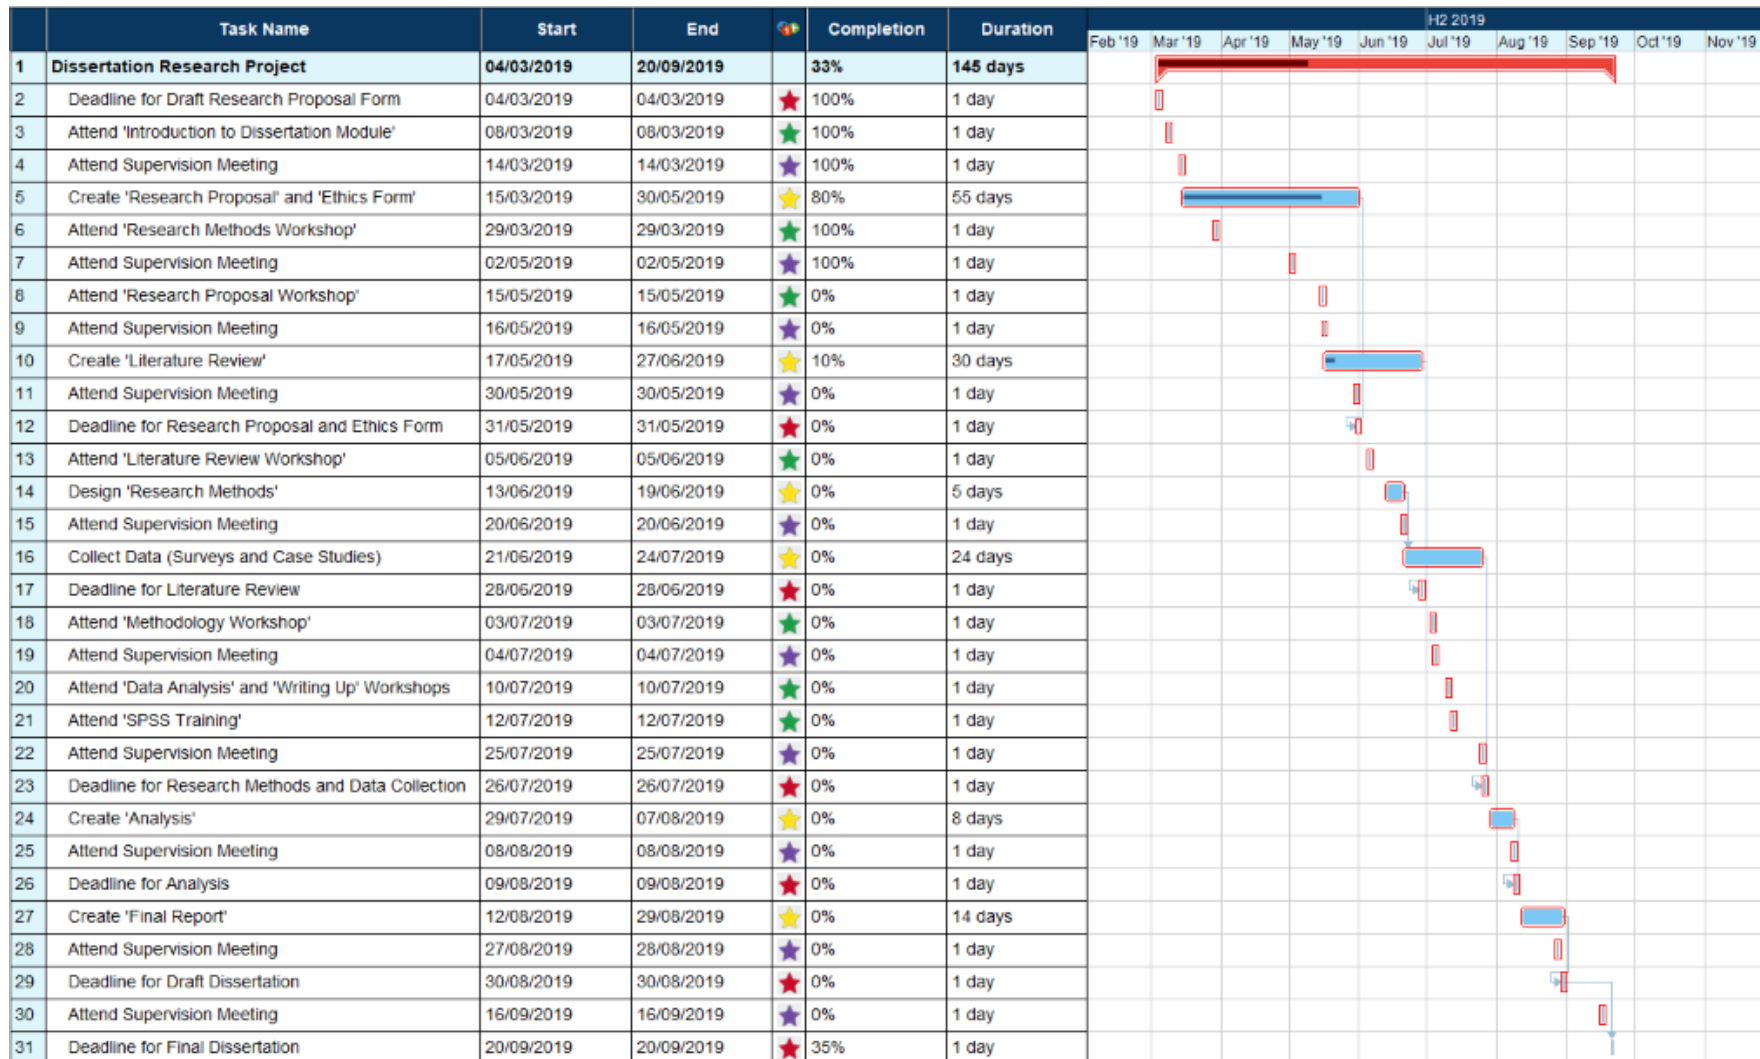 Task Name Start End Completion Duration
H2 2019
Feb '19 Mar '19 Apr '19 May '19 Jun '19 Jul '19 Aug '19 Sep '19 Oct '19 Nov '19
1 Dissertation Research Project 04/03/2019 20/09/2019 33% 145 days
2 Deadline for Draft Research Proposal Form 04/03/2019 04/03/2019 100% 1 day
3 Attend 'Introduction to Dissertation Module' 08/03/2019 08/03/2019 100% 1 day
4 Attend Supervision Meeting 14/03/2019 14/03/2019 100% 1 day
5 Create 'Research Proposal' and 'Ethics Form' 15/03/2019 30/05/2019 80% 55 days
6 Attend 'Research Methods Workshop' 29/03/2019 29/03/2019 100% 1 day
7 Attend Supervision Meeting 02/05/2019 02/05/2019 100% 1 day
8 Attend 'Research Proposal Workshop' 15/05/2019 15/05/2019 0% 1 day
9 Attend Supervision Meeting 16/05/2019 16/05/2019 0% 1 day
10 Create 'Literature Review' 17/05/2019 27/06/2019 10% 30 days
11 Attend Supervision Meeting 30/05/2019 30/05/2019 0% 1 day
12 Deadline for Research Proposal and Ethics Form 31/05/2019 31/05/2019 0% 1 day
13 Attend 'Literature Review Workshop' 05/06/2019 05/06/2019 0% 1 day
14 Design 'Research Methods' 13/06/2019 19/06/2019 0% 5 days
15 Attend Supervision Meeting 20/06/2019 20/06/2019 0% 1 day
16 Collect Data (Surveys and Case Studies) 21/06/2019 24/07/2019 0% 24 days
17 Deadline for Literature Review 28/06/2019 28/06/2019 0% 1 day
18 Attend 'Methodology Workshop' 03/07/2019 03/07/2019 0% 1 day
19 Attend Supervision Meeting 04/07/2019 04/07/2019 0% 1 day
20 Attend 'Data Analysis' and 'Writing Up' Workshops 10/07/2019 10/07/2019 0% 1 day
21 Attend 'SPSS Training' 12/07/2019 12/07/2019 0% 1 day
22 Attend Supervision Meeting 25/07/2019 25/07/2019 0% 1 day
23 Deadline for Research Methods and Data Collection 26/07/2019 26/07/2019 0% 1 day
24 Create 'Analysis' 29/07/2019 07/08/2019 0% 8 days
25 Attend Supervision Meeting 08/08/2019 08/08/2019 0% 1 day
26 Deadline for Analysis 09/08/2019 09/08/2019 0% 1 day
27 Create 'Final Report' 12/08/2019 29/08/2019 0% 14 days
28 Attend Supervision Meeting 27/08/2019 28/08/2019 0% 1 day
29 Deadline for Draft Dissertation 30/08/2019 30/08/2019 0% 1 day
30 Attend Supervision Meeting 16/09/2019 16/09/2019 0% 1 day
31 Deadline for Final Dissertation 20/09/2019 20/09/2019 35% 1 day